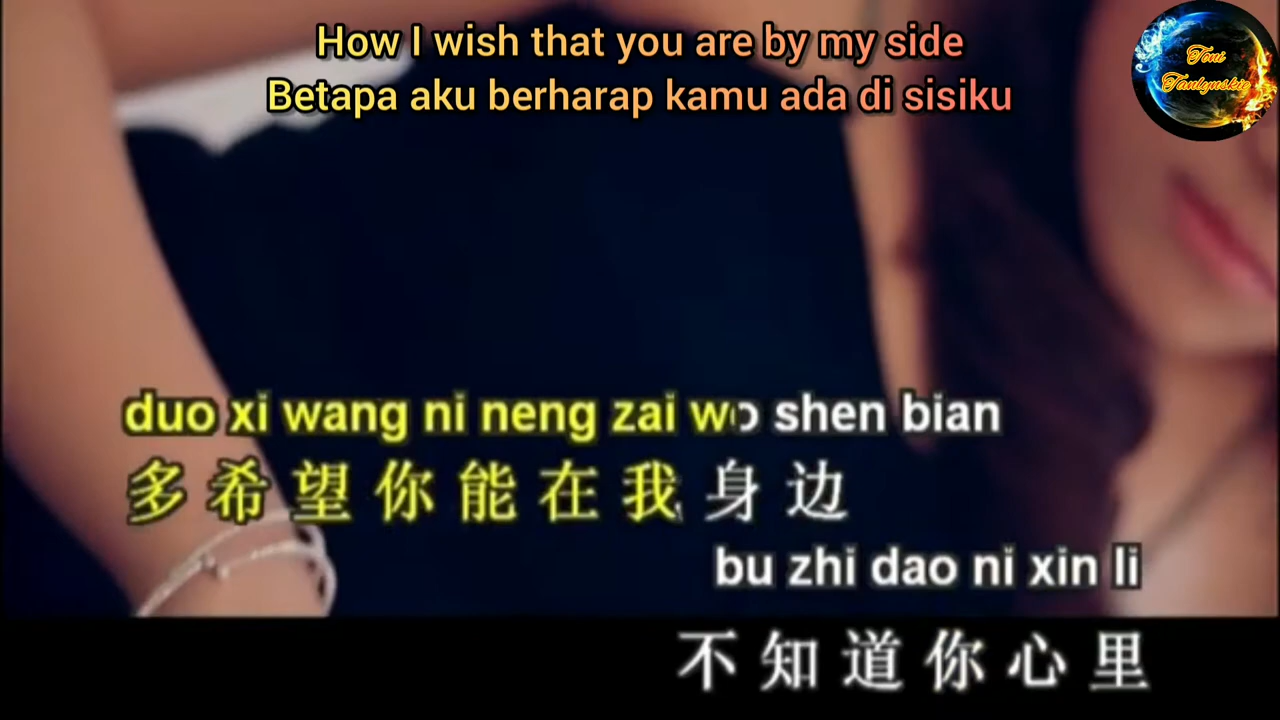 How I wish that you are by my side
Betapa aku berharap kamu ada di sisiku
Toni
Tanlynskie
duo xi wang ni neng zai wo shen bian
多希望你能在我身边
bu zhi dao ni xin li
不知道你心里